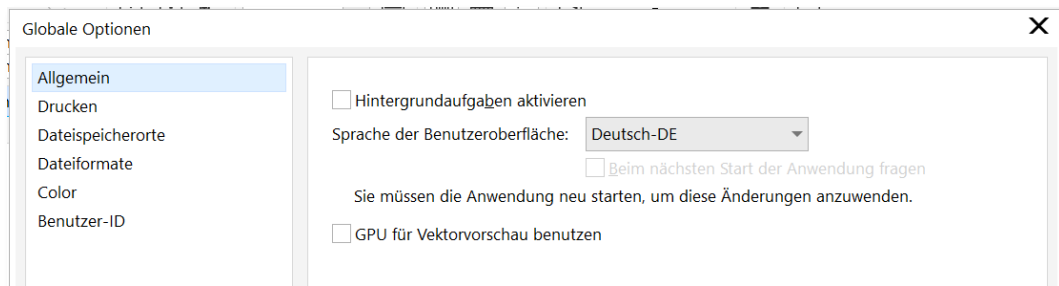 Globale Optionen
Allgemein
Drucken
Dateispeicherorte
Dateiformate
Color
Benutzer-ID
Hintergrundaufgaben aktivieren
Sprache der Benutzeroberfläche: Deutsch-DE
Beim nächsten Start der Anwendung fragen
Sie müssen die Anwendung neu starten, um diese Änderungen anzuwenden.
GPU für Vektorvorschau benutzen